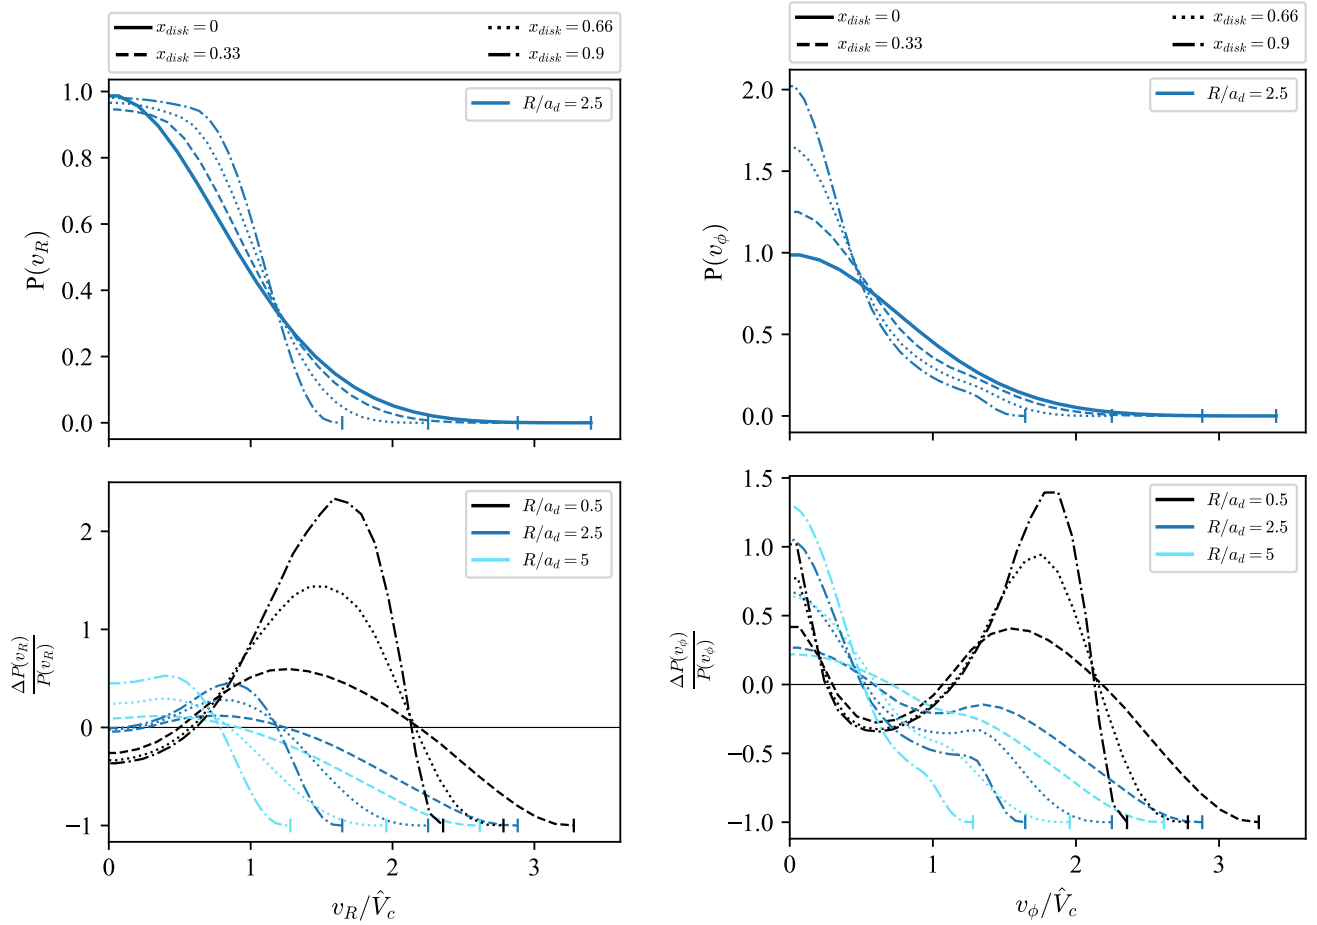 x_disk = 0
x_disk = 0.33
x_disk = 0.66
x_disk = 0.9
R/a_d = 2.5
P(v_R)
1.0
0.8
0.6
0.4
0.2
0.0
x_disk = 0
x_disk = 0.33
x_disk = 0.66
x_disk = 0.9
R/a_d = 2.5
P(v_ϕ)
2.0
1.5
1.0
0.5
0.0
R/a_d = 0.5
R/a_d = 2.5
R/a_d = 5
ΔP(v_R)
P(v_R)
2
1
0
−1
0
1
2
3
v_R/V̂_c
R/a_d = 0.5
R/a_d = 2.5
R/a_d = 5
ΔP(v_ϕ)
P(v_ϕ)
1.5
1.0
0.5
0.0
−0.5
−1.0
0
1
2
3
v_ϕ/V̂_c